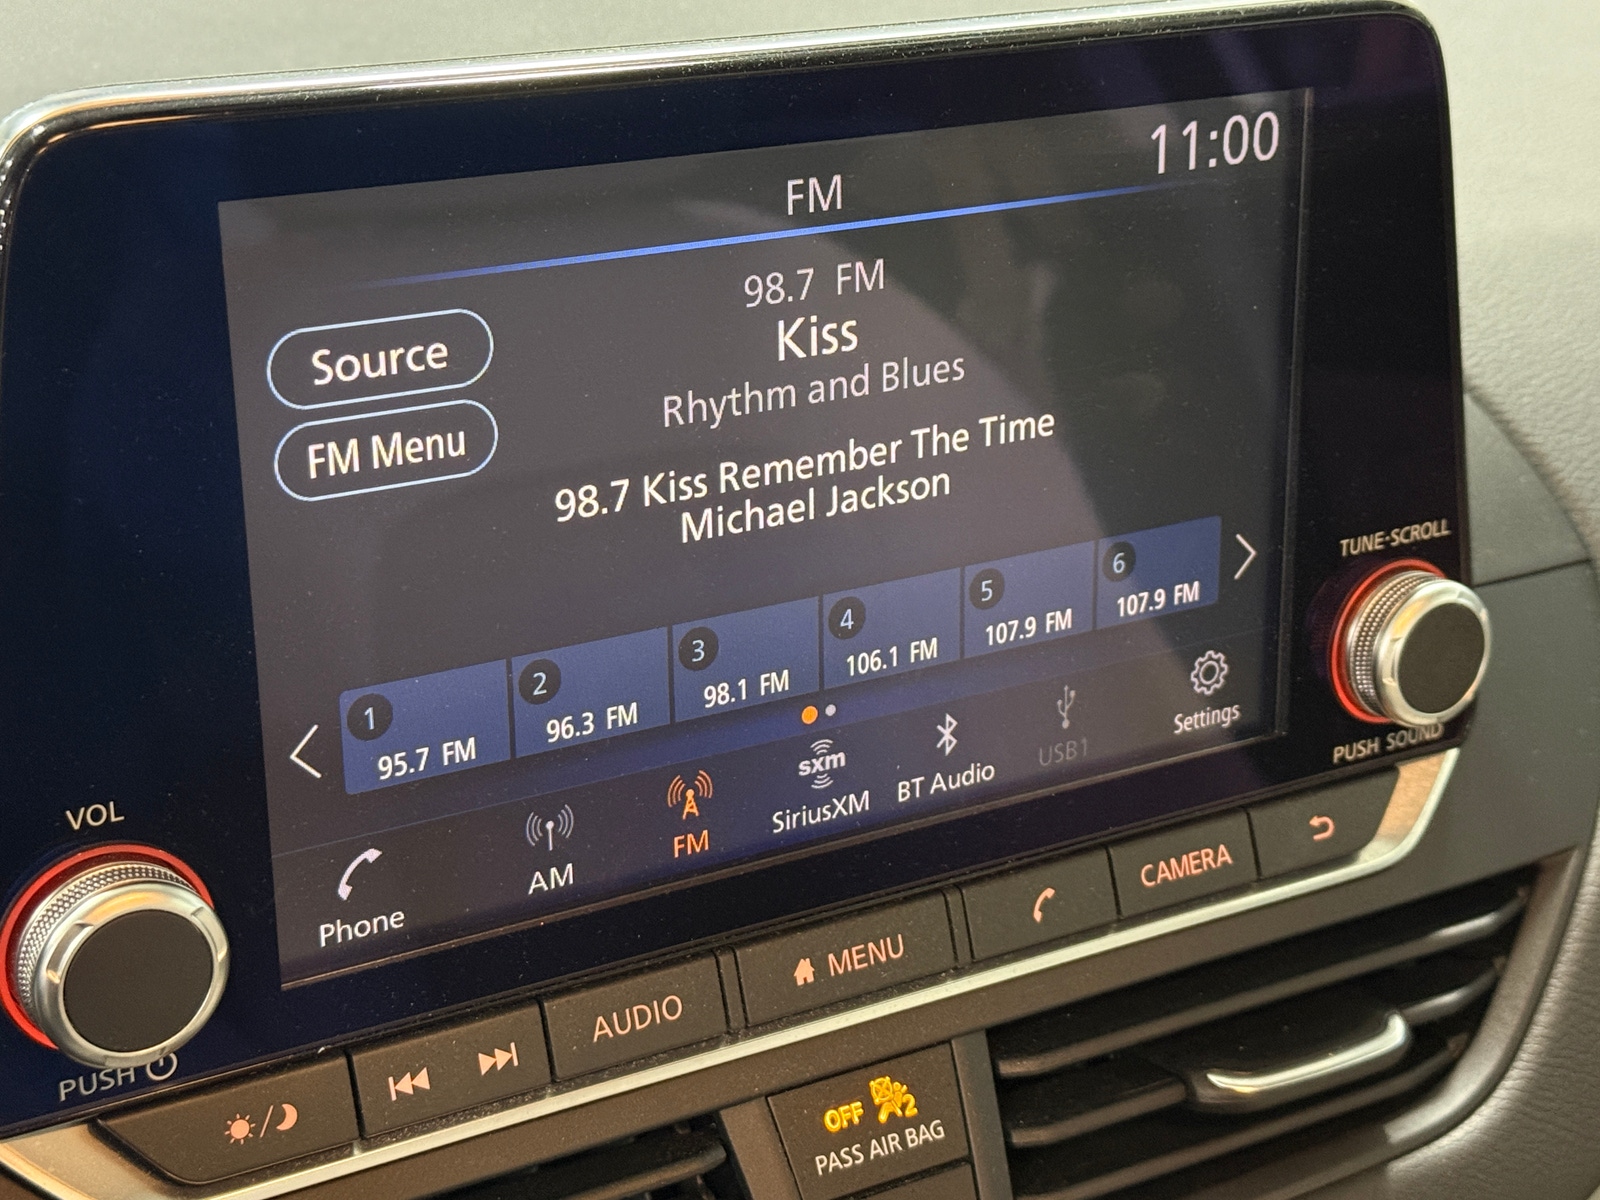 11:00
FM
98.7 FM
Kiss
Rhythm and Blues
Source
FM Menu
98.7 Kiss Remember The Time
Michael Jackson
1
95.7 FM
2
96.3 FM
3
98.1 FM
4
106.1 FM
5
107.9 FM
6
107.9 FM
Phone
AM
FM
sxm
SiriusXM
BT Audio
USB1
Settings
TUNE·SCROLL
PUSH SOUND
VOL
PUSH
AUDIO
MENU
CAMERA
OFF
2
PASS AIR BAG